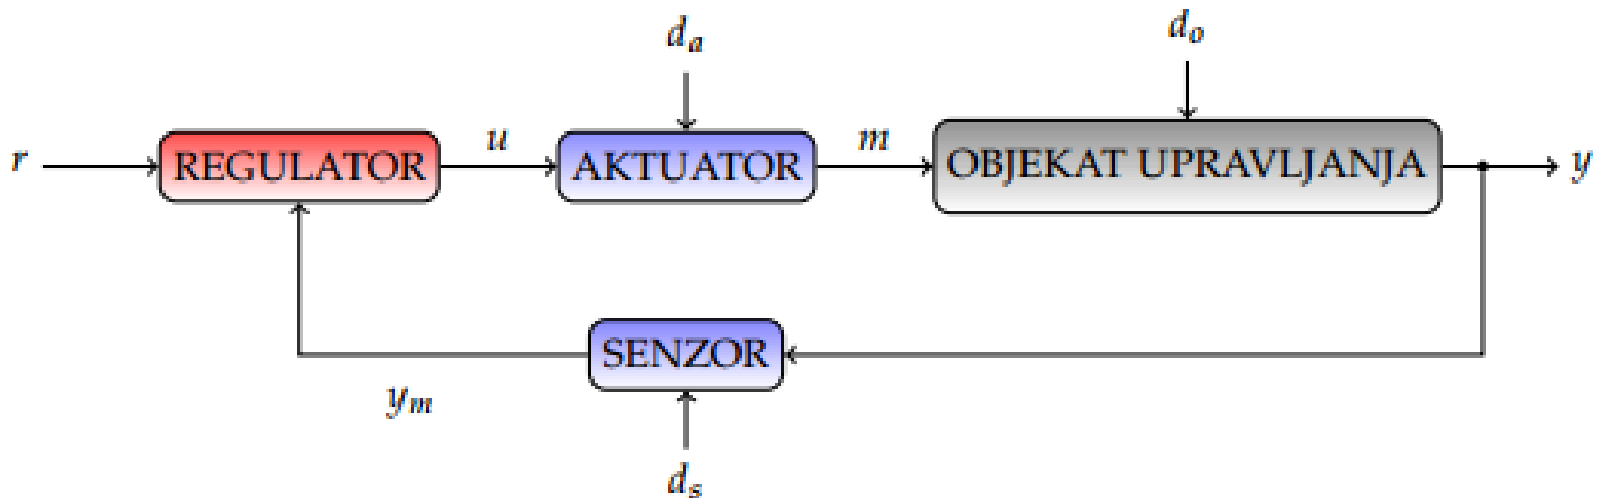 d_a
d_o
r
REGULATOR
u
AKTUATOR
m
OBJEKAT UPRAVLJANJA
y
SENZOR
y_m
d_s